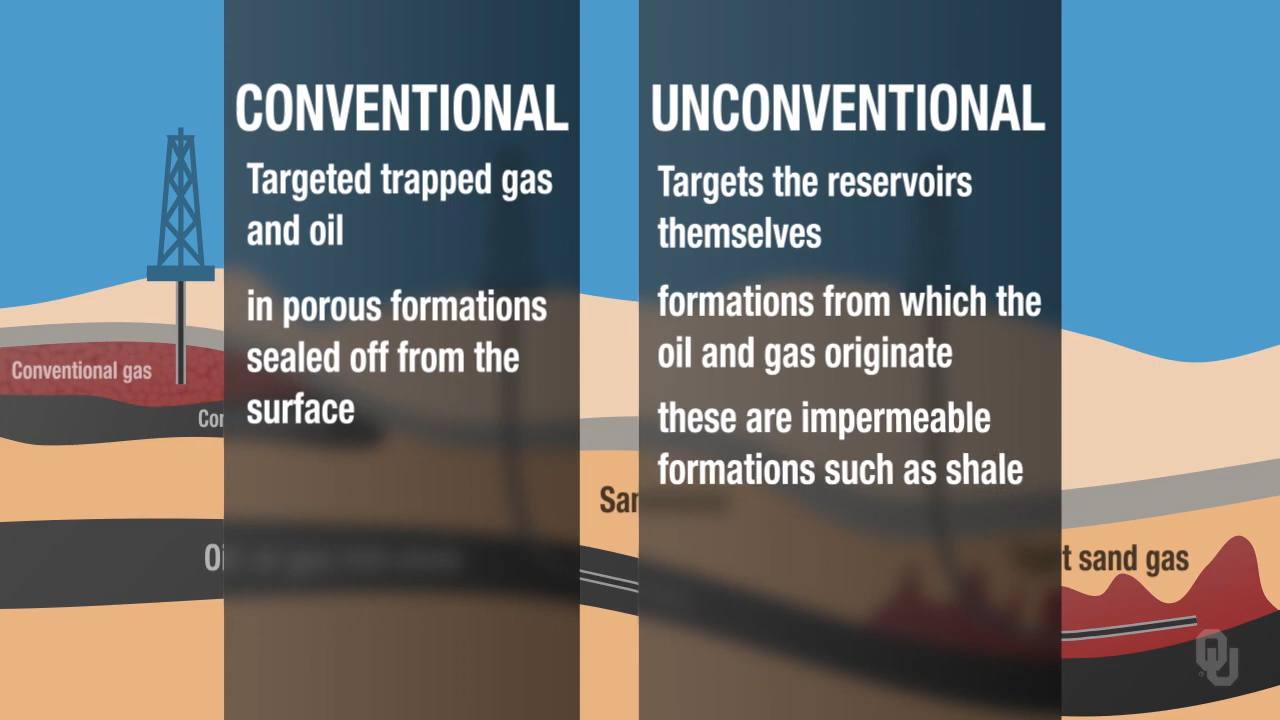 CONVENTIONAL
Targeted trapped gas
and oil
in porous formations
sealed off from the
surface
UNCONVENTIONAL
Targets the reservoirs
themselves
formations from which the
oil and gas originate
these are impermeable
formations such as shale
Conventional gas
sand gas
OU